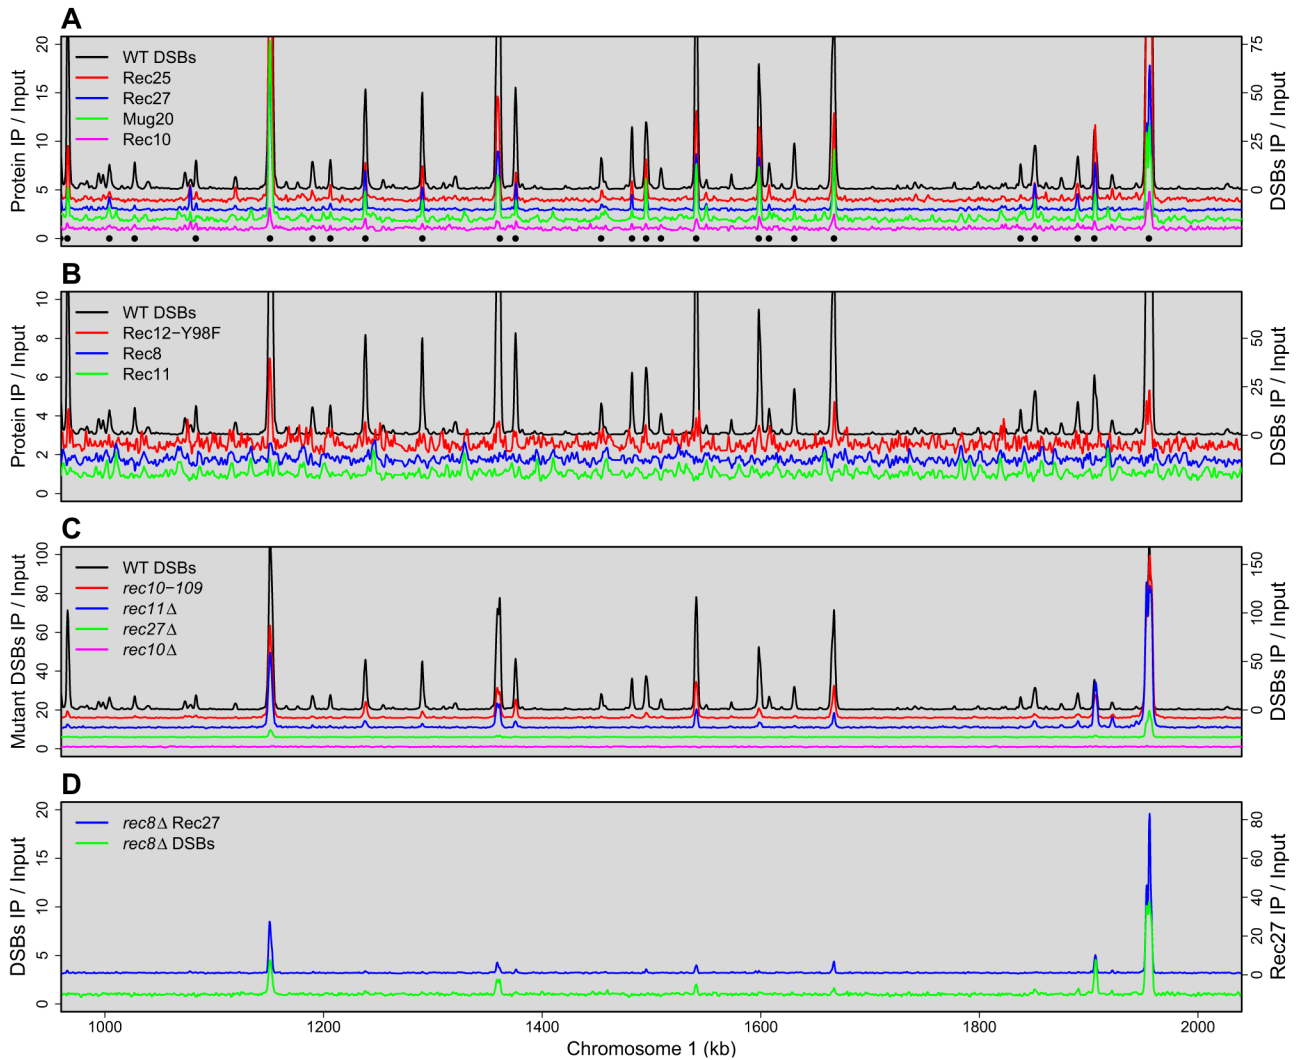 A
Protein IP / Input
20
15
10
5
0
WT DSBs
Rec25
Rec27
Mug20
Rec10
75
50
25
0
DSBs IP / Input
B
Protein IP / Input
10
8
6
4
2
0
WT DSBs
Rec12−Y98F
Rec8
Rec11
50
25
0
DSBs IP / Input
C
Mutant DSBs IP / Input
100
80
60
40
20
0
WT DSBs
rec10−109
rec11Δ
rec27Δ
rec10Δ
150
100
50
0
DSBs IP / Input
D
DSBs IP / Input
20
15
10
5
0
rec8Δ Rec27
rec8Δ DSBs
80
60
40
20
0
Rec27 IP / Input
1000 1200 1400 1600 1800 2000
Chromosome 1 (kb)